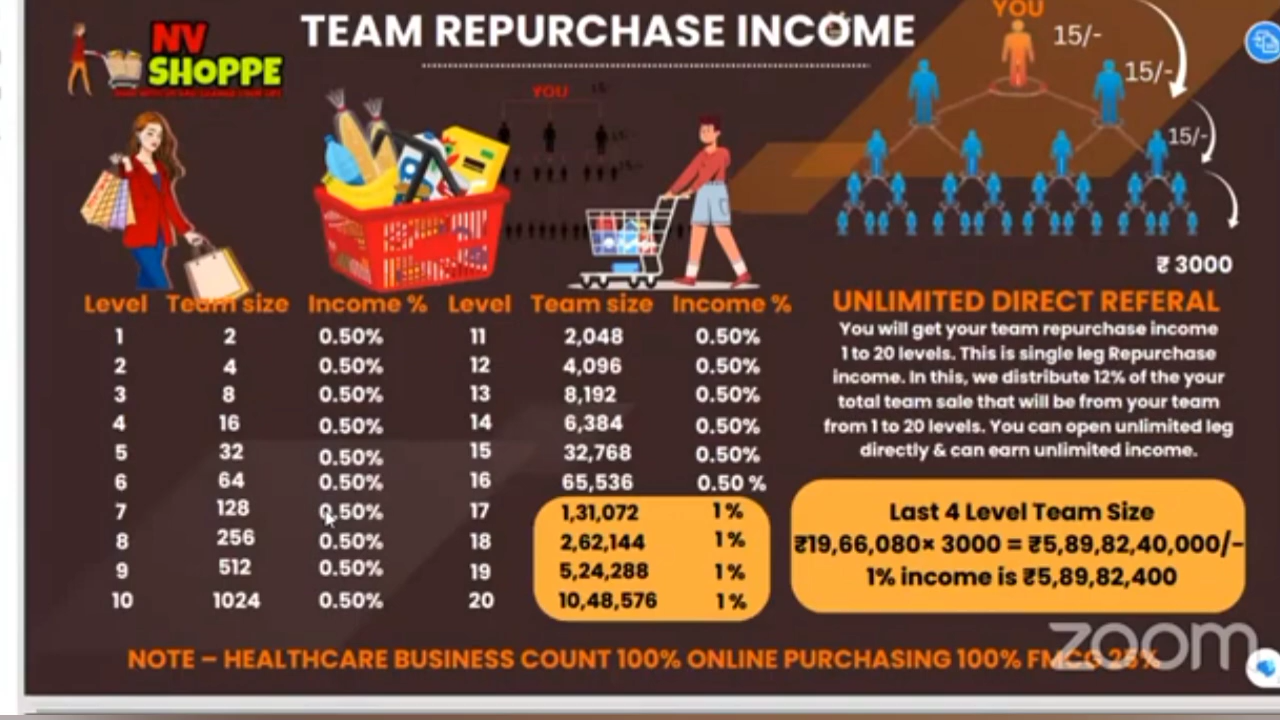 NV
SHOPPE
TEAM REPURCHASE INCOME
YOU
15/-
15/-
15/-
YOU
₹ 3000
Level Team size Income % Level Team size Income %
1 2 0.50% 11 2,048 0.50%
2 4 0.50% 12 4,096 0.50%
3 8 0.50% 13 8,192 0.50%
4 16 0.50% 14 6,384 0.50%
5 32 0.50% 15 32,768 0.50%
6 64 0.50% 16 65,536 0.50 %
7 128 0.50% 17 1,31,072 1 %
8 256 0.50% 18 2,62,144 1 %
9 512 0.50% 19 5,24,288 1 %
10 1024 0.50% 20 10,48,576 1 %
UNLIMITED DIRECT REFERAL
You will get your team repurchase income
1 to 20 levels. This is single leg Repurchase
income. In this, we distribute 12% of the your
total team sale that will be from your team
from 1 to 20 levels. You can open unlimited leg
directly & can earn unlimited income.
Last 4 Level Team Size
₹19,66,080× 3000 = ₹5,89,82,40,000/-
1% income is ₹5,89,82,400
NOTE – HEALTHCARE BUSINESS COUNT 100% ONLINE PURCHASING 100% FMCG 25%
zoom